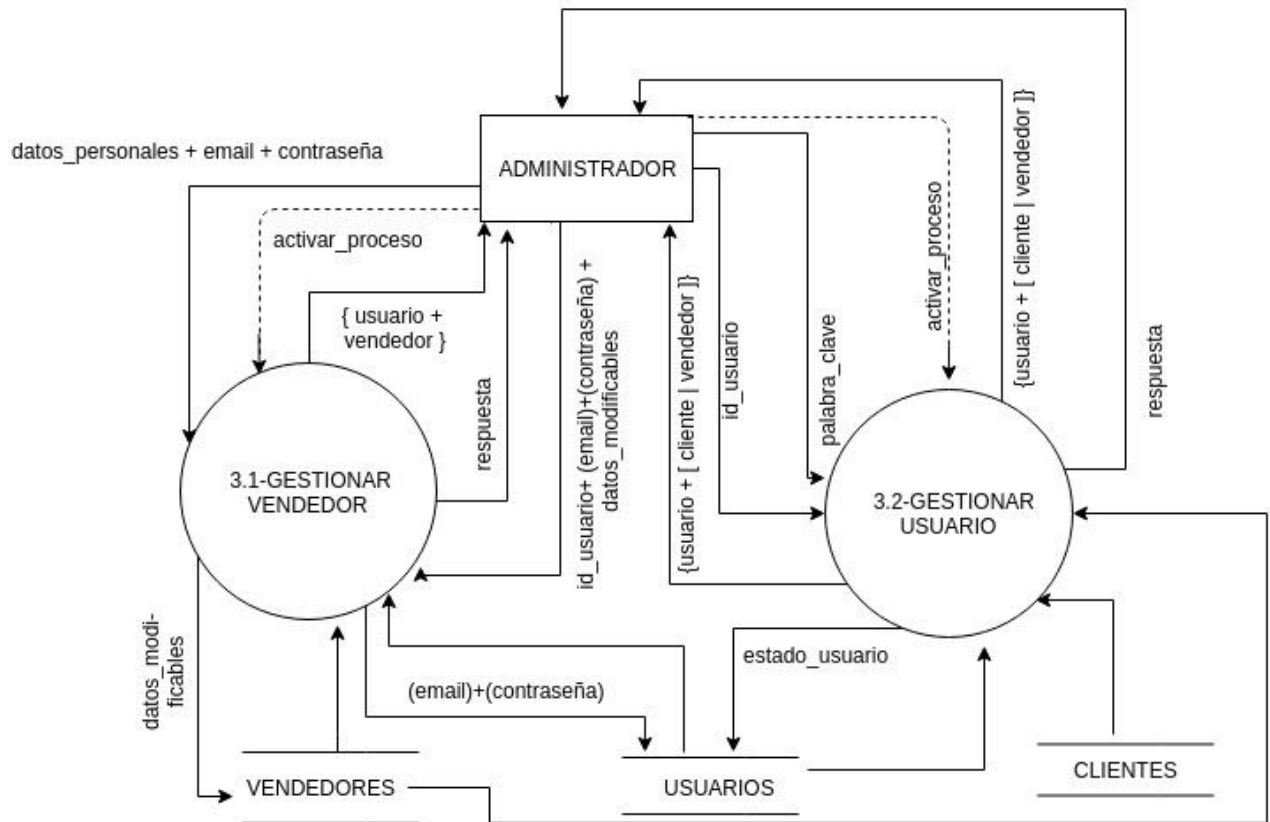 datos_personales + email + contraseña
ADMINISTRADOR
activar_proceso
{ usuario +
vendedor }
respuesta
id_usuario+ (email)+(contraseña) +
datos_modificables
{usuario + [ cliente | vendedor ]}
id_usuario
palabra_clave
activar_proceso
{usuario + [ cliente | vendedor ]}
respuesta
3.1-GESTIONAR
VENDEDOR
3.2-GESTIONAR
USUARIO
datos_modi-
ficables
(email)+(contraseña)
estado_usuario
VENDEDORES
USUARIOS
CLIENTES